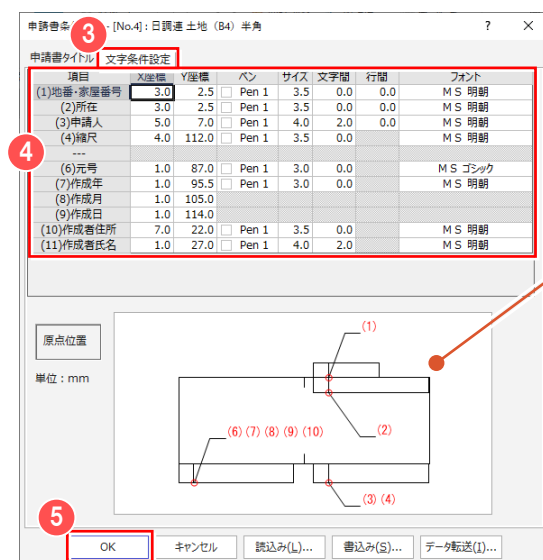 申請書条 - [No.4] : 日調連 土地 (B4) 半角 ? ×
3
申請書タイトル 文字条件設定
項目 X座標 Y座標 ペン サイズ 文字間 行間 フォント
(1)地番・家屋番号 3.0 2.5 Pen 1 3.5 0.0 0.0 ＭＳ 明朝
(2)所在 2.5 2.5 Pen 1 3.5 0.0 0.0 ＭＳ 明朝
(3)申請人 5.0 7.0 Pen 1 4.0 2.0 0.0 ＭＳ 明朝
(4)縮尺 4.0 112.0 Pen 1 3.5 0.0 ＭＳ 明朝
4
---
(6)元号 1.0 87.0 Pen 1 3.0 0.0 ＭＳ ゴシック
(7)作成年 1.0 95.5 Pen 1 3.0 0.0 ＭＳ 明朝
(8)作成月 1.0 105.0
(9)作成日 1.0 114.0
(10)作成者住所 7.0 22.0 Pen 1 3.5 0.0 ＭＳ 明朝
(11)作成者氏名 1.0 27.0 Pen 1 4.0 2.0 ＭＳ 明朝
原点位置
単位：mm
(1)
(6) (7) (8) (9) (10) (2)
(3) (4)
5
OK キャンセル 読込み(L)... 書込み(S)... データ転送(I)...